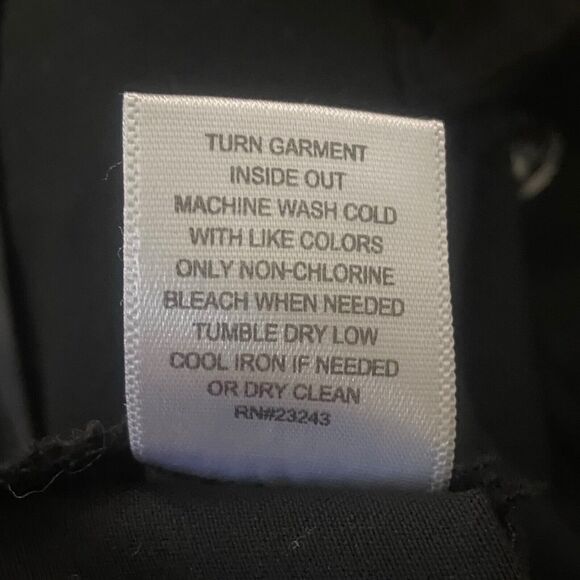 TURN GARMENT
INSIDE OUT
MACHINE WASH COLD
WITH LIKE COLORS
ONLY NON-CHLORINE
BLEACH WHEN NEEDED
TUMBLE DRY LOW
COOL IRON IF NEEDED
OR DRY CLEAN
RN#23243